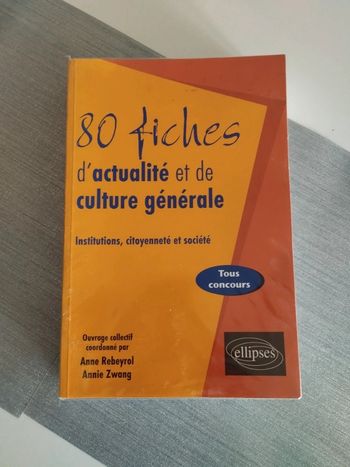 80 fiches
d'actualité et de
culture générale
Institutions, citoyenneté et société
Tous
concours
Ouvrage collectif
coordonné par
Anne Rebeyrol
Annie Zwang
ellipses